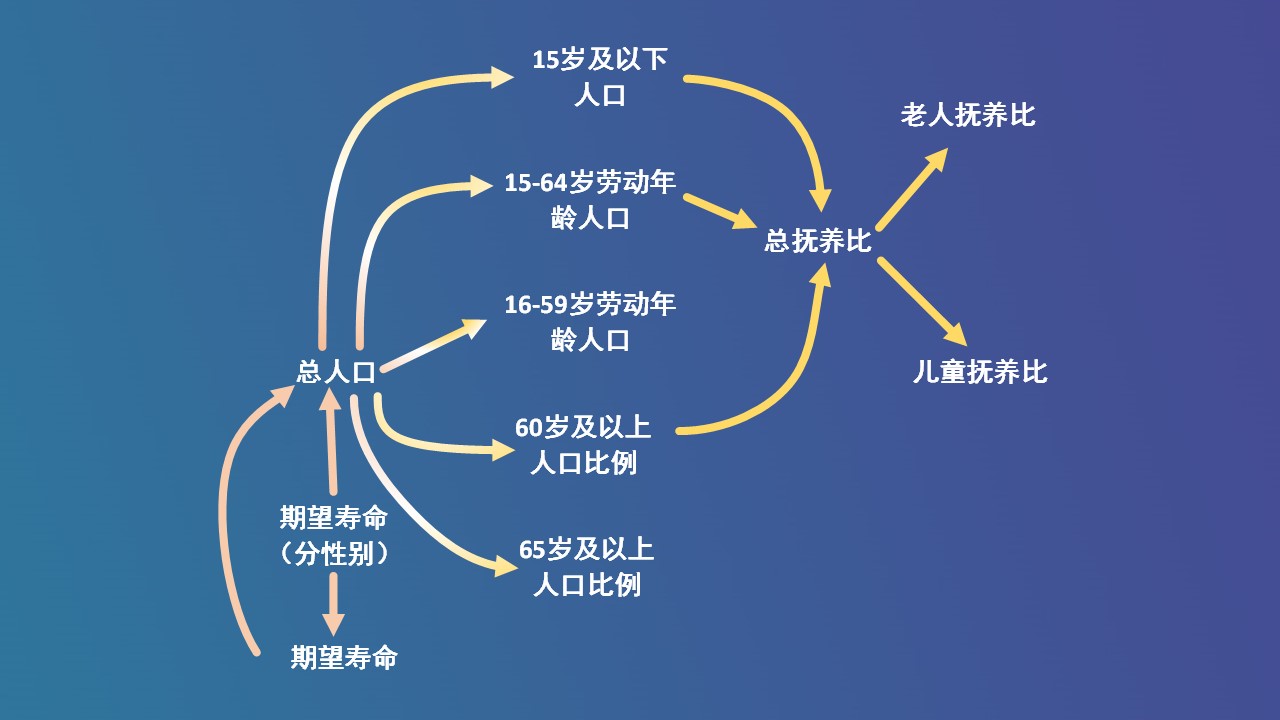 15岁及以下
人口
老人抚养比
15-64岁劳动年
龄人口
总抚养比
16-59岁劳动年
龄人口
总人口
儿童抚养比
60岁及以上
人口比例
期望寿命
（分性别）
65岁及以上
人口比例
期望寿命